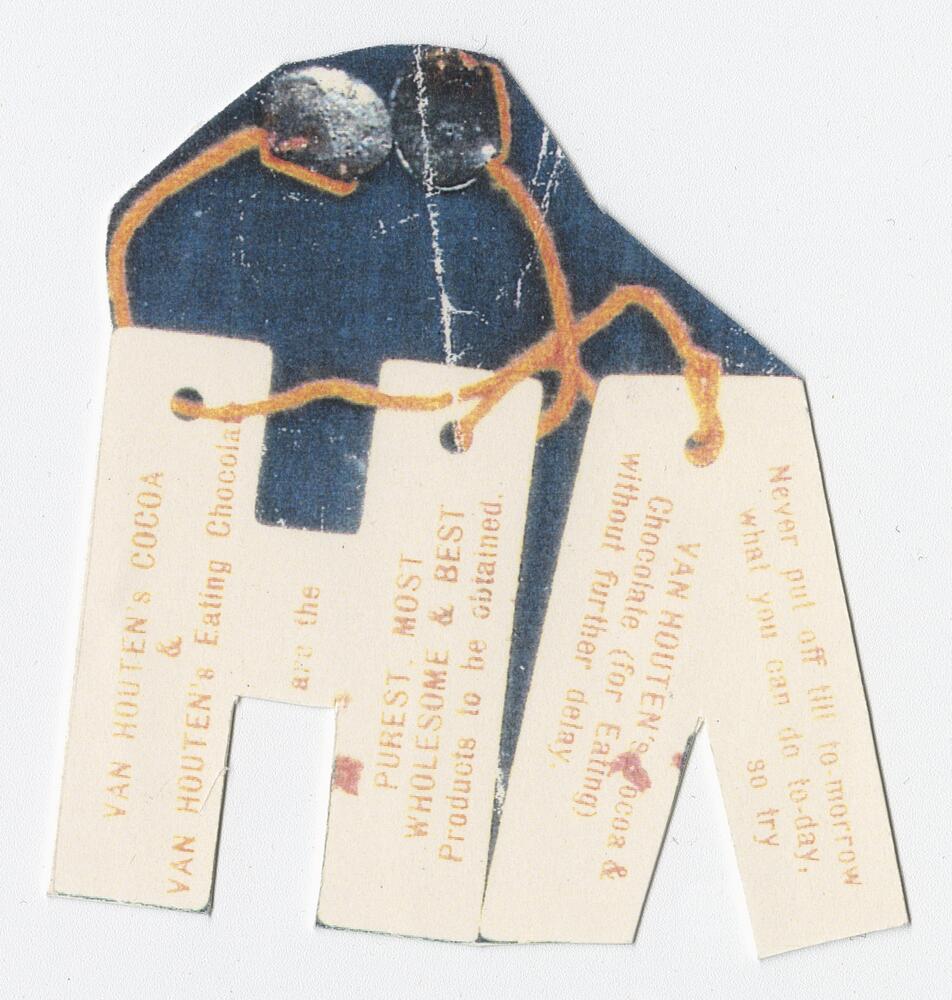 VAN HOUTEN's COCOA
&
VAN HOUTEN's Eating Chocolat
are the
PUREST, MOST
WHOLESOME & BEST
Products to be obtained.
Never put off till to-morrow
what you can do to-day,
so try
VAN HOUTEN's Cocoa &
Chocolate (for Eating)
without further delay.